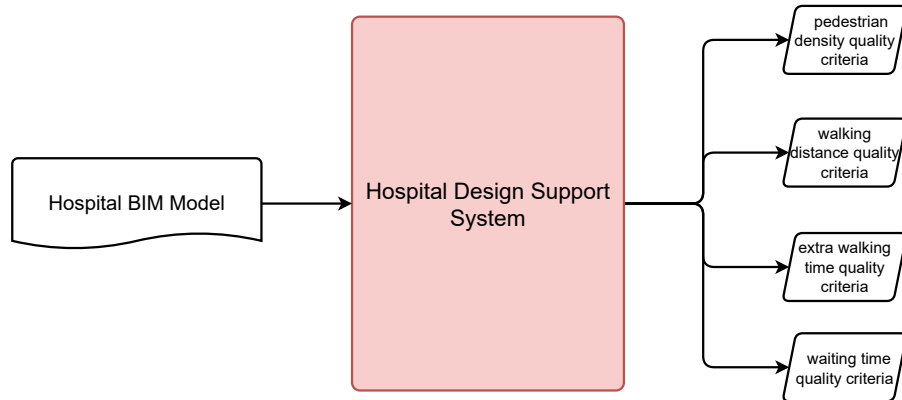 Hospital BIM Model
Hospital Design Support
System
pedestrian
density quality
criteria
walking
distance quality
criteria
extra walking
time quality
criteria
waiting time
quality criteria